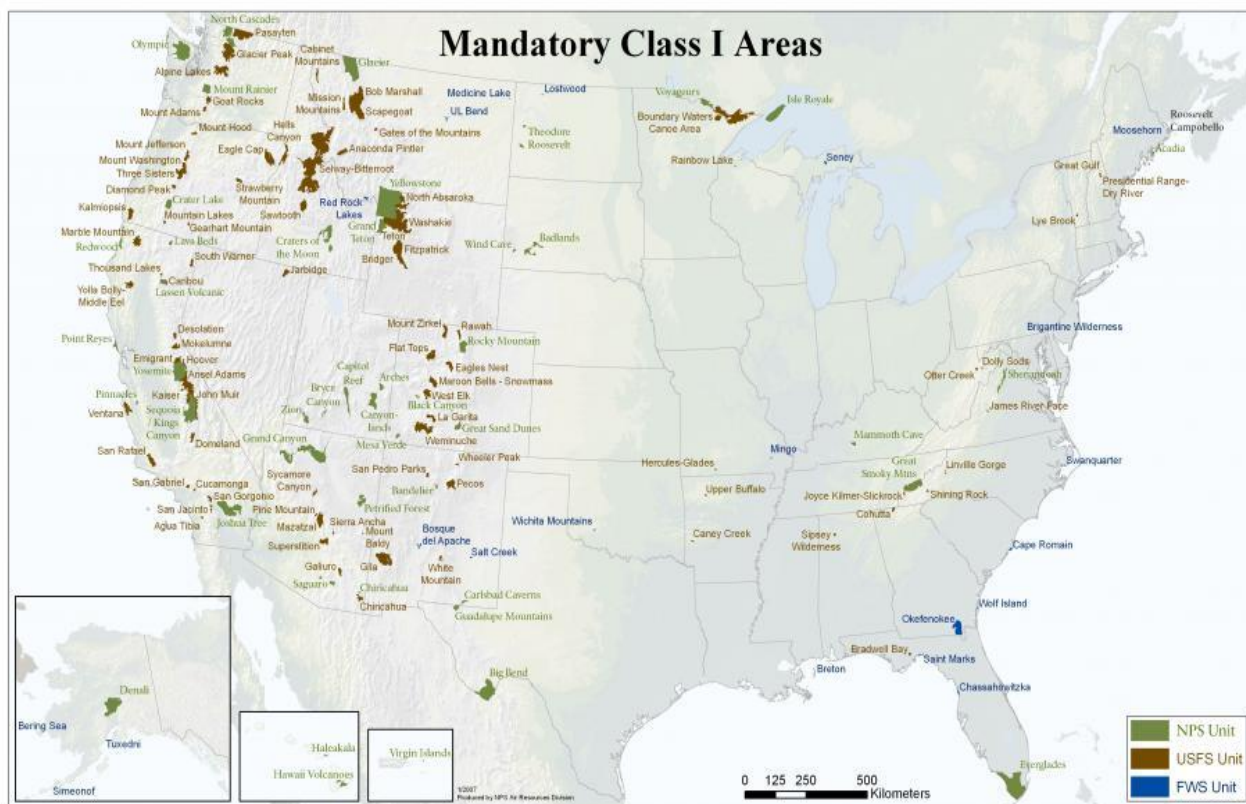 Mandatory Class I Areas
North Cascades
Pasayten
Olympic
Glacier Peak
Cabinet
Mountains
Glacier
Alpine Lakes
Mount Rainier
Goat Rocks
Mission
Mountains
Bob Marshall
Scapegoat
Medicine Lake
UL Bend
Lostwood
Voyageurs
Isle Royale
Boundary Waters
Canoe Area
Mount Adams
Mount Hood
Hells
Canyon
Gates of the Mountains
Theodore
Roosevelt
Moosehorn
Roosevelt
Campobello
Acadia
Mount Jefferson
Eagle Cap
Anaconda Pintler
Mount Washington
Three Sisters
Selway-Bitterroot
Rainbow Lake
Seney
Great Gulf
Presidential Range-
Dry River
Diamond Peak
Strawberry
Mountain
Yellowstone
North Absaroka
Kalmiopsis
Crater Lake
Sawtooth
Red Rock
Lakes
Mountain Lakes
Gearhart Mountain
Washakie
Grand
Teton
Teton
Lye Brook
Marble Mountain
Redwood
Lava Beds
Craters of
the Moon
Fitzpatrick
Bridger
Wind Cave
Badlands
South Warner
Thousand Lakes
Caribou
Jarbidge
Yolla Bolly-
Middle Eel
Lassen Volcanic
Desolation
Mokelumne
Mount Zirkel
Rawah
Rocky Mountain
Point Reyes
Brigantine Wilderness
Emigrant
Hoover
Yosemite
Ansel Adams
Flat Tops
Eagles Nest
Capitol
Reef
Arches
Maroon Bells - Snowmass
Dolly Sods
Otter Creek
Shenandoah
Pinnacles
Kaiser
John Muir
Bryce
Canyon
West Elk
Black Canyon
Ventana
Sequoia
Kings
Canyon
Zion
Canyon-
lands
La Garita
Great Sand Dunes
James River Face
Domeland
Grand Canyon
Mesa Verde
Weminuche
Mammoth Cave
San Rafael
Sycamore
Canyon
San Pedro Parks
Wheeler Peak
Hercules-Glades
Mingo
Great
Smoky Mtns
Linville Gorge
Swanquarter
San Gabriel
Cucamonga
San Gorgonio
Bandelier
Pecos
Upper Buffalo
Joyce Kilmer-Slickrock
Shining Rock
San Jacinto
Joshua Tree
Pine Mountain
Petrified Forest
Cohutta
Agua Tibia
Mazatzal
Sierra Ancha
Mount
Baldy
Bosque
del Apache
Wichita Mountains
Caney Creek
Sipsey
Wilderness
Superstition
Salt Creek
Cape Romain
Galiuro
Gila
White
Mountain
Saguaro
Chiricahua
Chiricahua
Carlsbad Caverns
Guadalupe Mountains
Wolf Island
Okefenokee
Bradwell Bay
Saint Marks
Breton
Big Bend
Chassahowitzka
Everglades
Denali
Bering Sea
Tuxedni
Simeonof
Haleakala
Hawaii Volcanoes
Virgin Islands
Produced by NPS Air Resources Division
0 125 250 500
Kilometers
NPS Unit
USFS Unit
FWS Unit